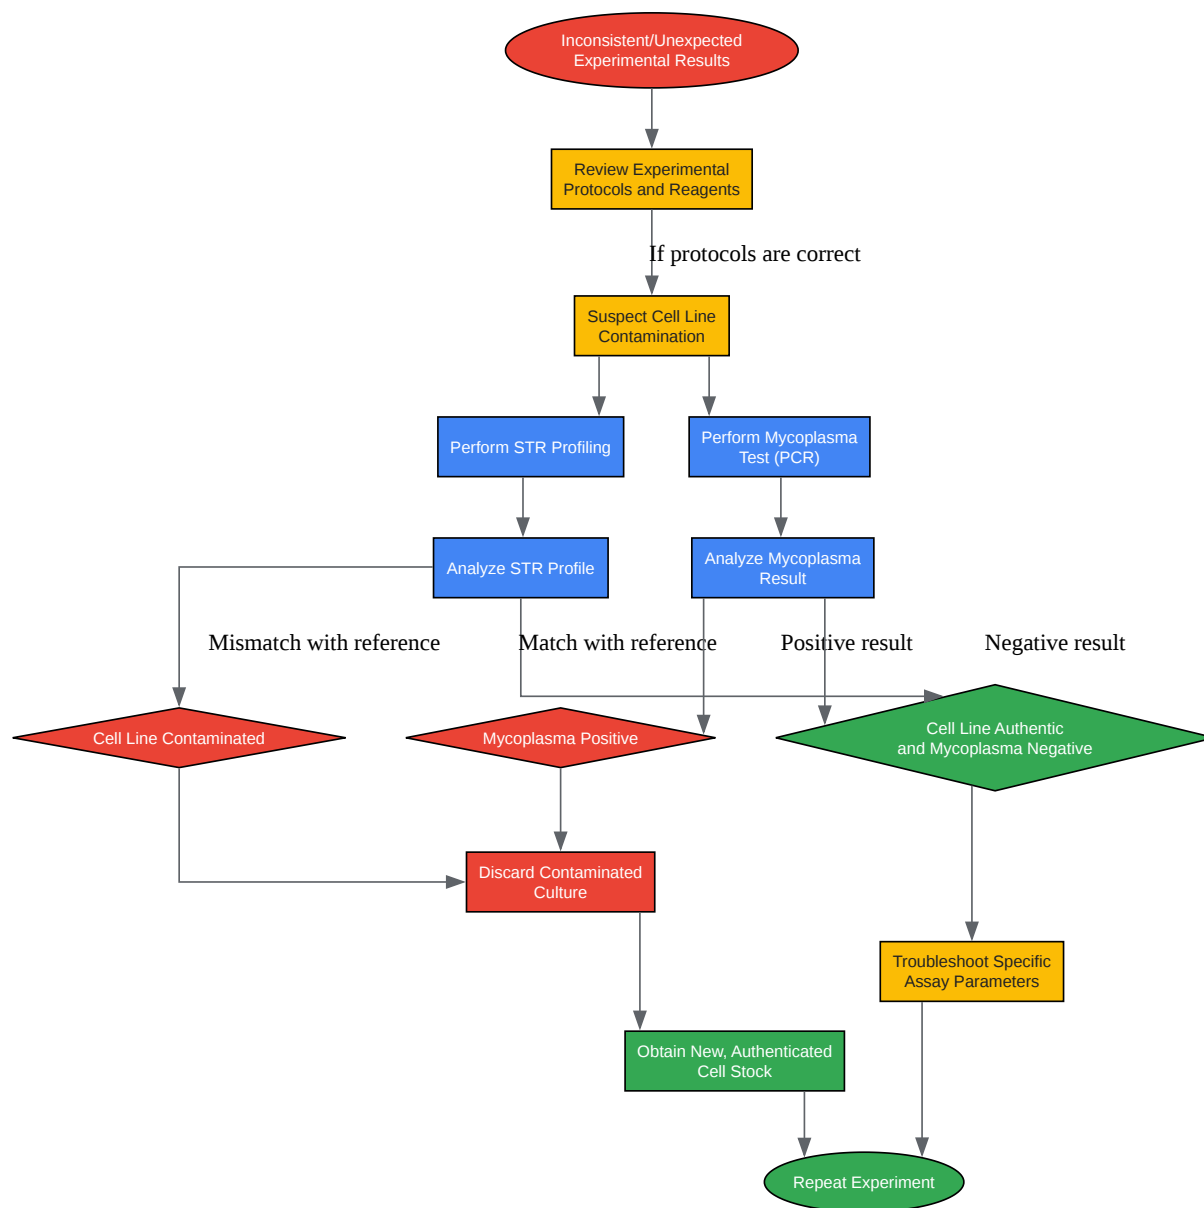 Inconsistent/Unexpected
Experimental Results
Review Experimental
Protocols and Reagents
If protocols are correct
Suspect Cell Line
Contamination
Perform STR Profiling
Perform Mycoplasma
Test (PCR)
Analyze STR Profile
Analyze Mycoplasma
Result
Mismatch with reference
Match with reference
Positive result
Negative result
Cell Line Contaminated
Mycoplasma Positive
Cell Line Authentic
and Mycoplasma Negative
Discard Contaminated
Culture
Troubleshoot Specific
Assay Parameters
Obtain New, Authenticated
Cell Stock
Repeat Experiment